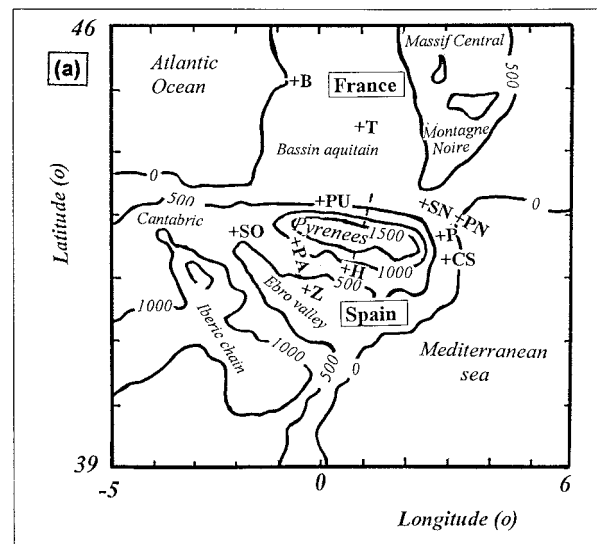 46
(a)
Atlantic
Ocean
+B
France
Massif Central
500
+T
Bassin aquitain
Montagne
Noire
0
500
+PU
+SN
+PN
0
Cantabric
+SO
Pyrenees
1500
+P
+CS
+PA
+H
1000
500
+Z
Ebro valley
Spain
1000
Iberic chain
1000
500
0
Mediterranean
sea
Latitude (o)
39
-5
0
6
Longitude (o)